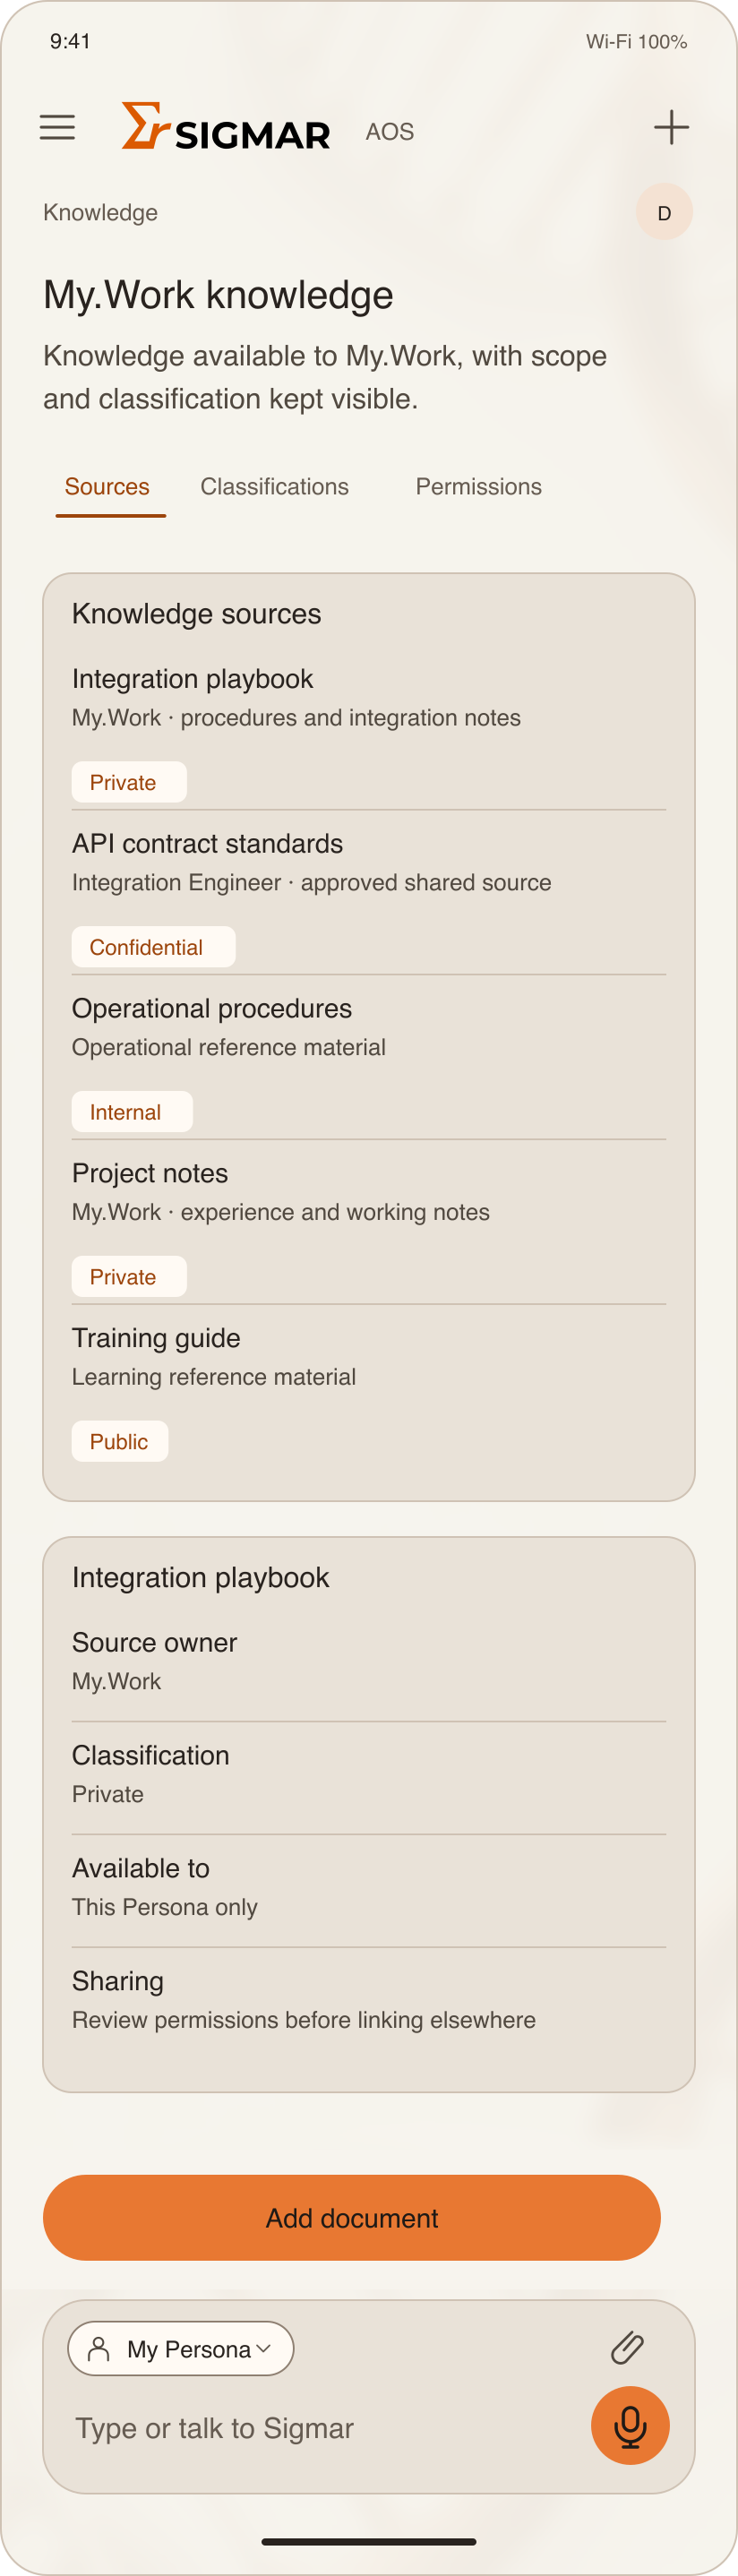 9:41
Wi-Fi 100%
Σr SIGMAR AOS
Knowledge
D
My.Work knowledge
Knowledge available to My.Work, with scope
and classification kept visible.
Sources Classifications Permissions
Knowledge sources
Integration playbook
My.Work · procedures and integration notes
Private
API contract standards
Integration Engineer · approved shared source
Confidential
Operational procedures
Operational reference material
Internal
Project notes
My.Work · experience and working notes
Private
Training guide
Learning reference material
Public
Integration playbook
Source owner
My.Work
Classification
Private
Available to
This Persona only
Sharing
Review permissions before linking elsewhere
Add document
My Persona
Type or talk to Sigmar